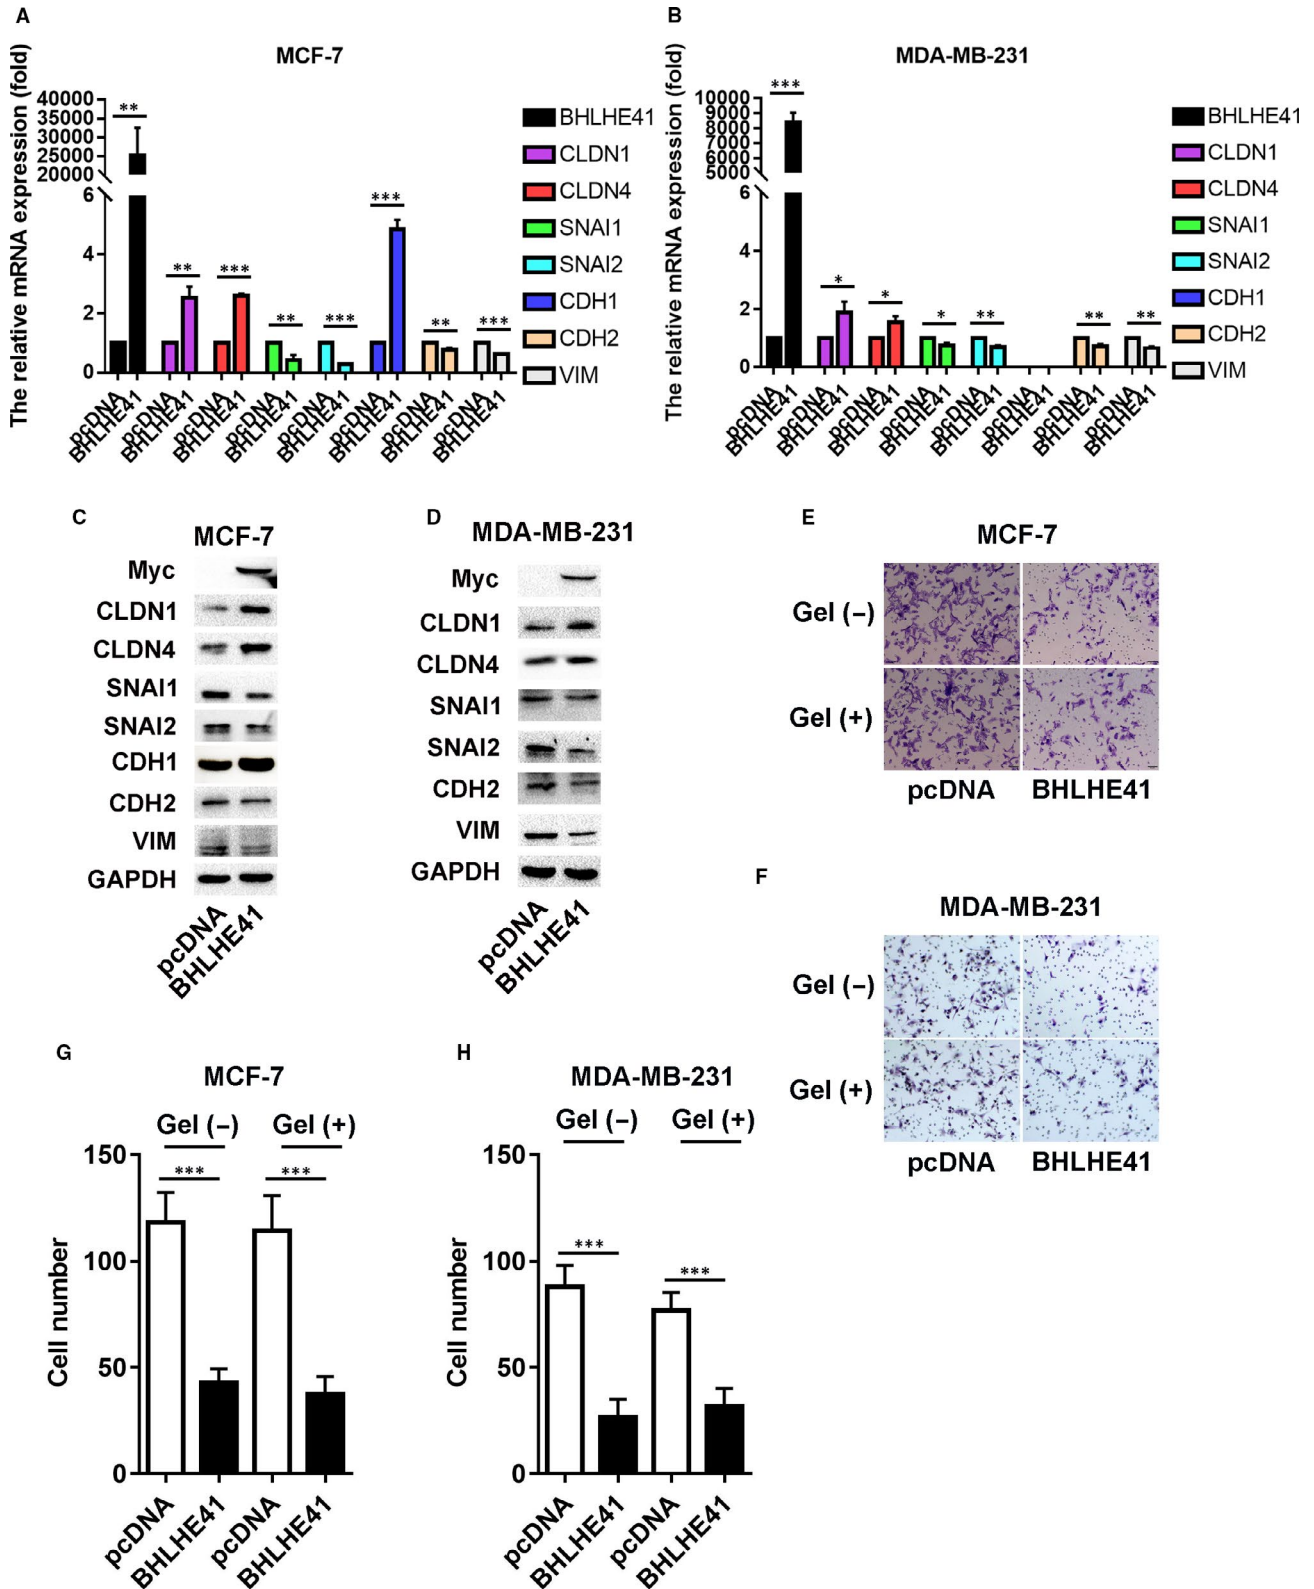 A
MCF-7
The relative mRNA expression (fold)
40000
35000
30000
25000
20000
6
4
2
0
** ** *** ** *** *** ** ***
pcDNA BHLHE41 pcDNA BHLHE41 pcDNA BHLHE41 pcDNA BHLHE41 pcDNA BHLHE41 pcDNA BHLHE41 pcDNA BHLHE41 pcDNA BHLHE41
BHLHE41
CLDN1
CLDN4
SNAI1
SNAI2
CDH1
CDH2
VIM
B
MDA-MB-231
The relative mRNA expression (fold)
10000
9000
8000
7000
6000
5000
6
4
2
0
*** * * * ** ** **
pcDNA BHLHE41 pcDNA BHLHE41 pcDNA BHLHE41 pcDNA BHLHE41 pcDNA BHLHE41 pcDNA BHLHE41 pcDNA BHLHE41 pcDNA BHLHE41
BHLHE41
CLDN1
CLDN4
SNAI1
SNAI2
CDH1
CDH2
VIM
C
MCF-7
Myc
CLDN1
CLDN4
SNAI1
SNAI2
CDH1
CDH2
VIM
GAPDH
pcDNA
BHLHE41
D
MDA-MB-231
Myc
CLDN1
CLDN4
SNAI1
SNAI2
CDH2
VIM
GAPDH
pcDNA
BHLHE41
E
MCF-7
Gel (–)
Gel (+)
pcDNA BHLHE41
F
MDA-MB-231
Gel (–)
Gel (+)
pcDNA BHLHE41
G
MCF-7
Gel (–) Gel (+)
*** ***
Cell number
150
100
50
0
pcDNA BHLHE41 pcDNA BHLHE41
H
MDA-MB-231
Gel (–) Gel (+)
*** ***
Cell number
150
100
50
0
pcDNA BHLHE41 pcDNA BHLHE41